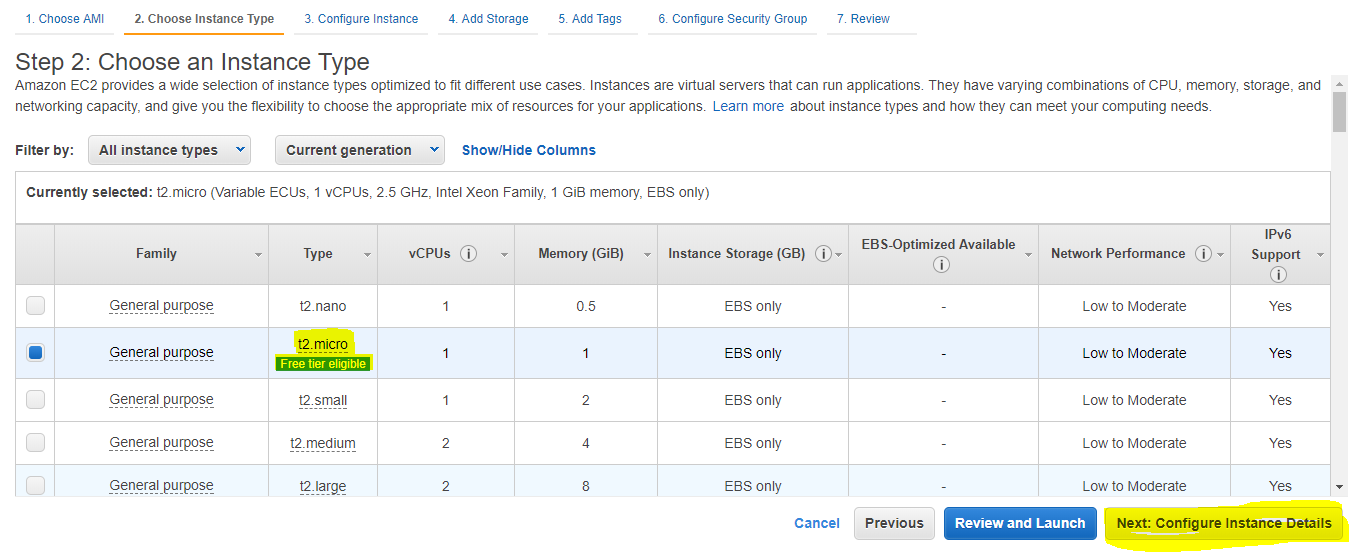 1. Choose AMI 2. Choose Instance Type 3. Configure Instance 4. Add Storage 5. Add Tags 6. Configure Security Group 7. Review
Step 2: Choose an Instance Type
Amazon EC2 provides a wide selection of instance types optimized to fit different use cases. Instances are virtual servers that can run applications. They have varying combinations of CPU, memory, storage, and
networking capacity, and give you the flexibility to choose the appropriate mix of resources for your applications. Learn more about instance types and how they can meet your computing needs.
Filter by: All instance types Current generation Show/Hide Columns
Currently selected: t2.micro (Variable ECUs, 1 vCPUs, 2.5 GHz, Intel Xeon Family, 1 GiB memory, EBS only)
Family Type vCPUs i Memory (GiB) Instance Storage (GB) i EBS-Optimized Available i Network Performance i IPv6 Support i
General purpose t2.nano 1 0.5 EBS only - Low to Moderate Yes
General purpose t2.micro 1 1 EBS only - Low to Moderate Yes
Free tier eligible
General purpose t2.small 1 2 EBS only - Low to Moderate Yes
General purpose t2.medium 2 4 EBS only - Low to Moderate Yes
General purpose t2.large 2 8 EBS only - Low to Moderate Yes
Cancel Previous Review and Launch Next: Configure Instance Details